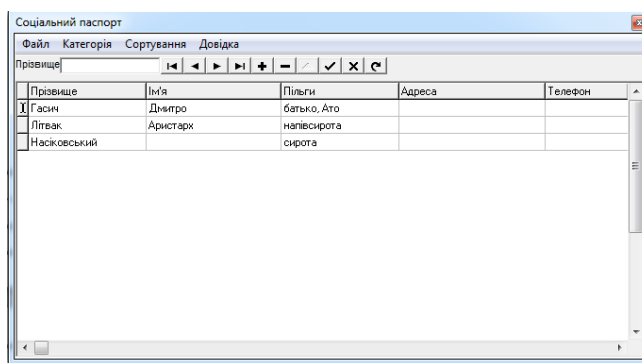 Соціальний паспорт
Файл Категорія Сортування Довідка
Прізвище
Прізвище Ім'я Пільги Адреса Телефон
Гасич Дмитро батько, Ато
Літвак Аристарх напівсирота
Насіковський сирота